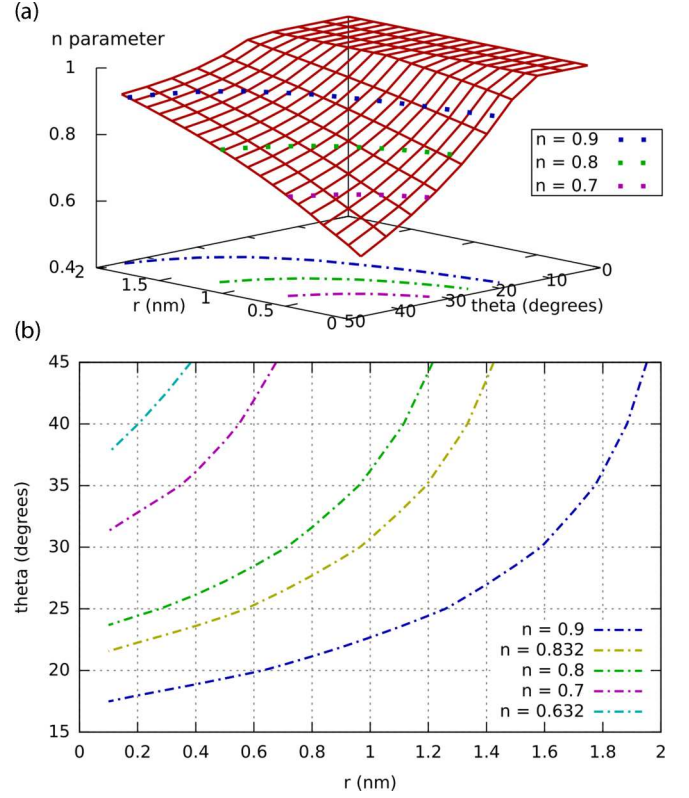 (a)
n parameter
1
0.8
0.6
0.4
n = 0.9
n = 0.8
n = 0.7
2
1.5
1
0.5
0
r (nm)
50
40
30
20
10
0
theta (degrees)
(b)
45
40
35
30
25
20
15
theta (degrees)
n = 0.9
n = 0.832
n = 0.8
n = 0.7
n = 0.632
0 0.2 0.4 0.6 0.8 1 1.2 1.4 1.6 1.8 2
r (nm)